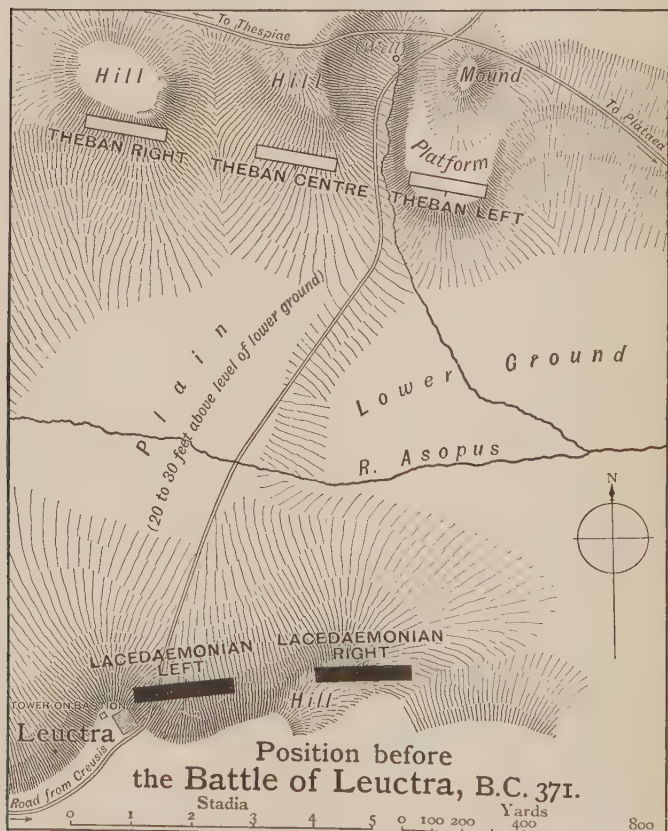 To Thespiae
Hill
Hill
Well
Mound
To Plataea
THEBAN RIGHT
THEBAN CENTRE
Platform
THEBAN LEFT
Plain
(20 to 30 feet above level of lower ground)
Lower Ground
R. Asopus
N
LACEDAEMONIAN
LEFT
LACEDAEMONIAN
RIGHT
Hill
TOWER ON BASTION
Leuctra
Road from Creusis
Position before
the Battle of Leuctra, B.C. 371.
Stadia Yards
0 1 2 3 4 5 0 100 200 400 800